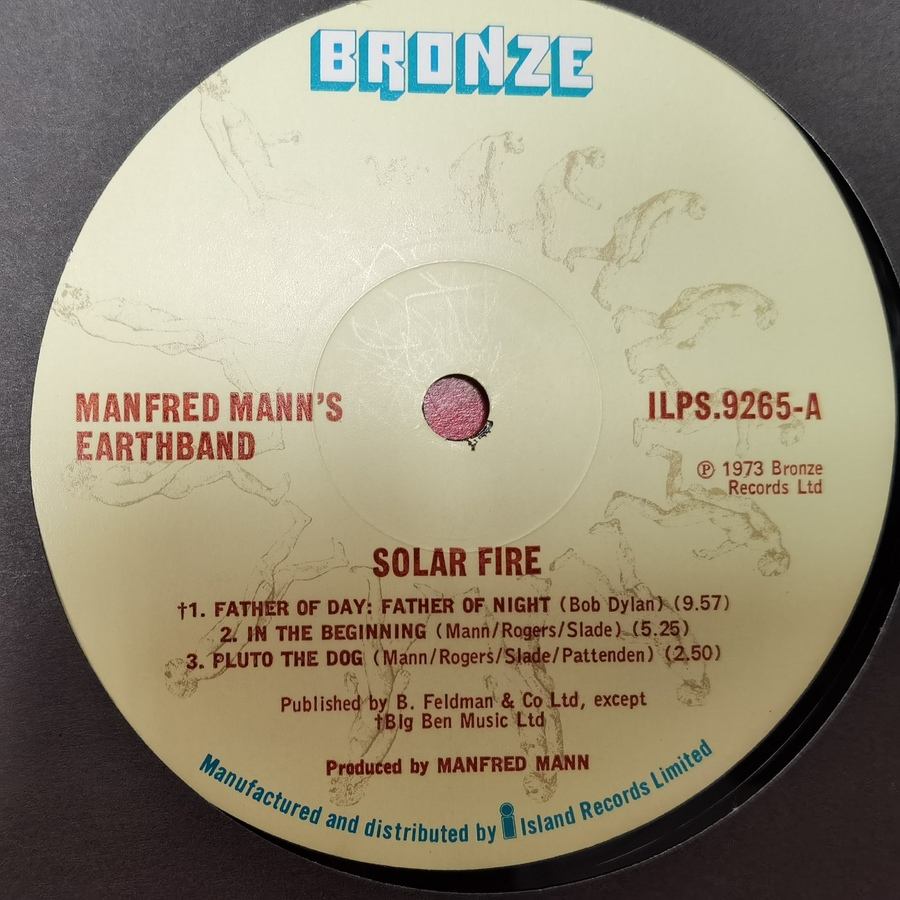 BRONZE
MANFRED MANN'S
EARTHBAND
ILPS.9265-A
Ⓟ 1973 Bronze
Records Ltd
SOLAR FIRE
†1. FATHER OF DAY: FATHER OF NIGHT (Bob Dylan) (9.57)
2. IN THE BEGINNING (Mann/Rogers/Slade) (5.25)
3. PLUTO THE DOG (Mann/Rogers/Slade/Pattenden) (2.50)
Published by B. Feldman & Co Ltd, except
†Big Ben Music Ltd
Produced by MANFRED MANN
Manufactured and distributed by Island Records Limited